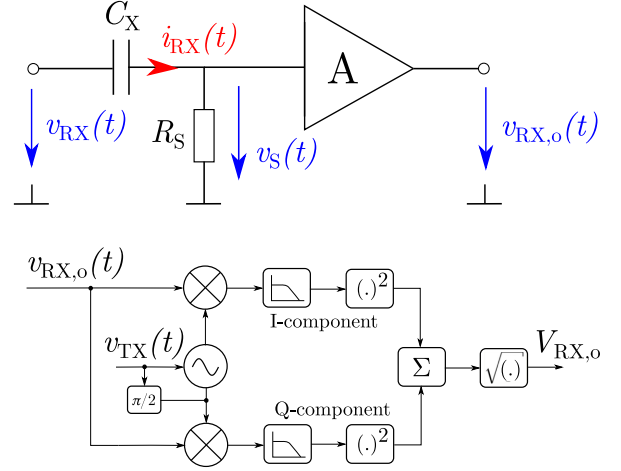 C_X
i_RX(t)
A
v_RX(t)
R_S
v_S(t)
v_RX,o(t)
v_RX,o(t)
(.)²
I-component
v_TX(t)
π/2
Σ
√(.)
V_RX,o
Q-component
(.)²